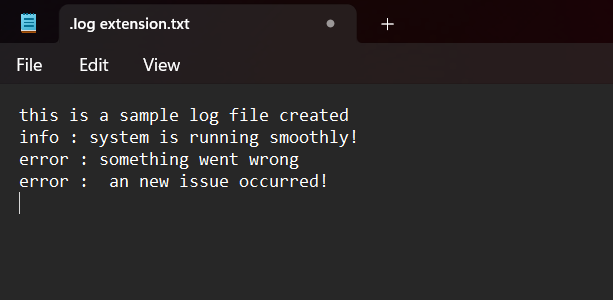 .log extension.txt
File Edit View
this is a sample log file created
info : system is running smoothly!
error : something went wrong
error :  an new issue occurred!